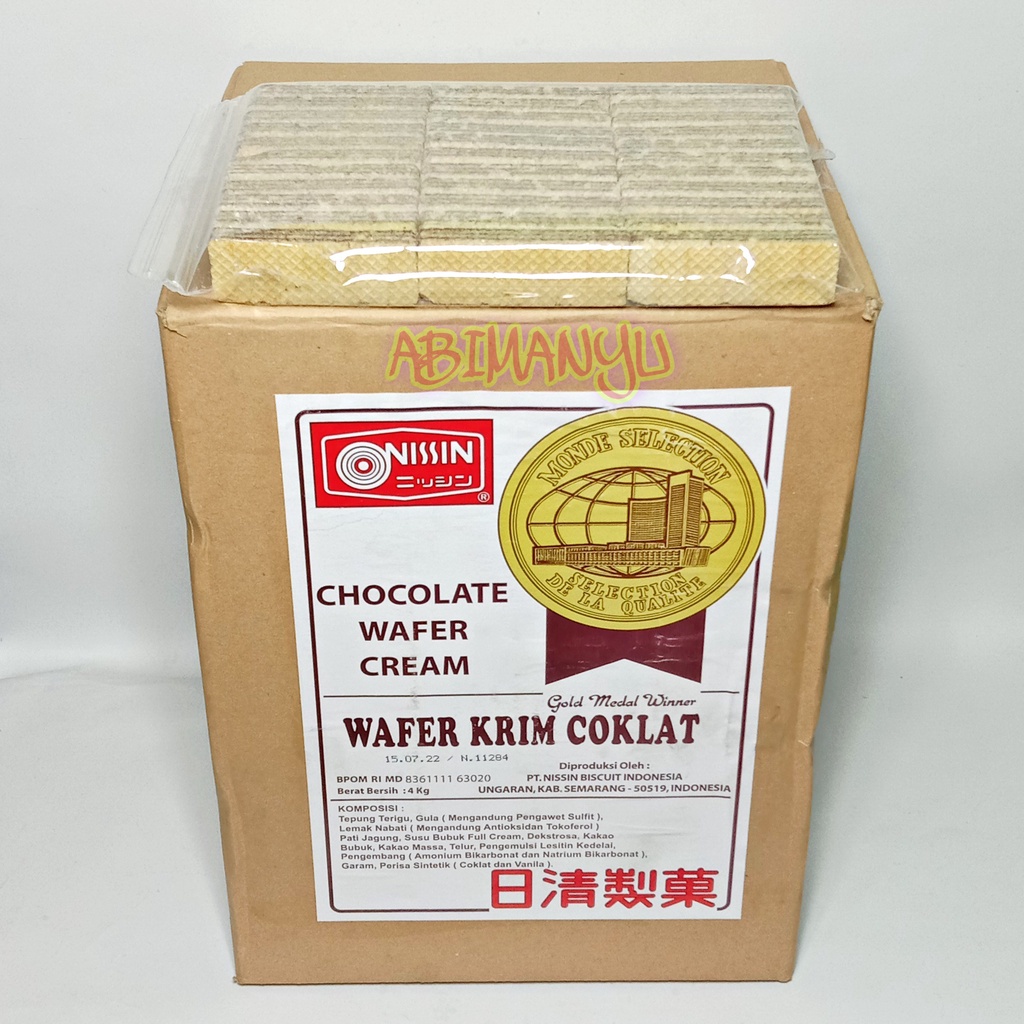 ABIMANYU
NISSIN
ニッシン
®
MONDE SELECTION
SELECTION
DE LA QUALITE
CHOCOLATE
WAFER
CREAM
Gold Medal Winner
WAFER KRIM COKLAT
15.07.22 / N.11284
Diproduksi Oleh :
BPOM RI MD 8361111 63020 PT. NISSIN BISCUIT INDONESIA
Berat Bersih : 4 Kg UNGARAN, KAB. SEMARANG - 50519, INDONESIA
KOMPOSISI :
Tepung Terigu, Gula ( Mengandung Pengawet Sulfit ),
Lemak Nabati ( Mengandung Antioksidan Tokoferol )
Pati Jagung, Susu Bubuk Full Cream, Dekstrosa, Kakao
Bubuk, Kakao Massa, Telur, Pengemulsi Lesitin Kedelai,
Pengembang ( Amonium Bikarbonat dan Natrium Bikarbonat ),
Garam, Perisa Sintetik ( Coklat dan Vanila ).
日清製菓